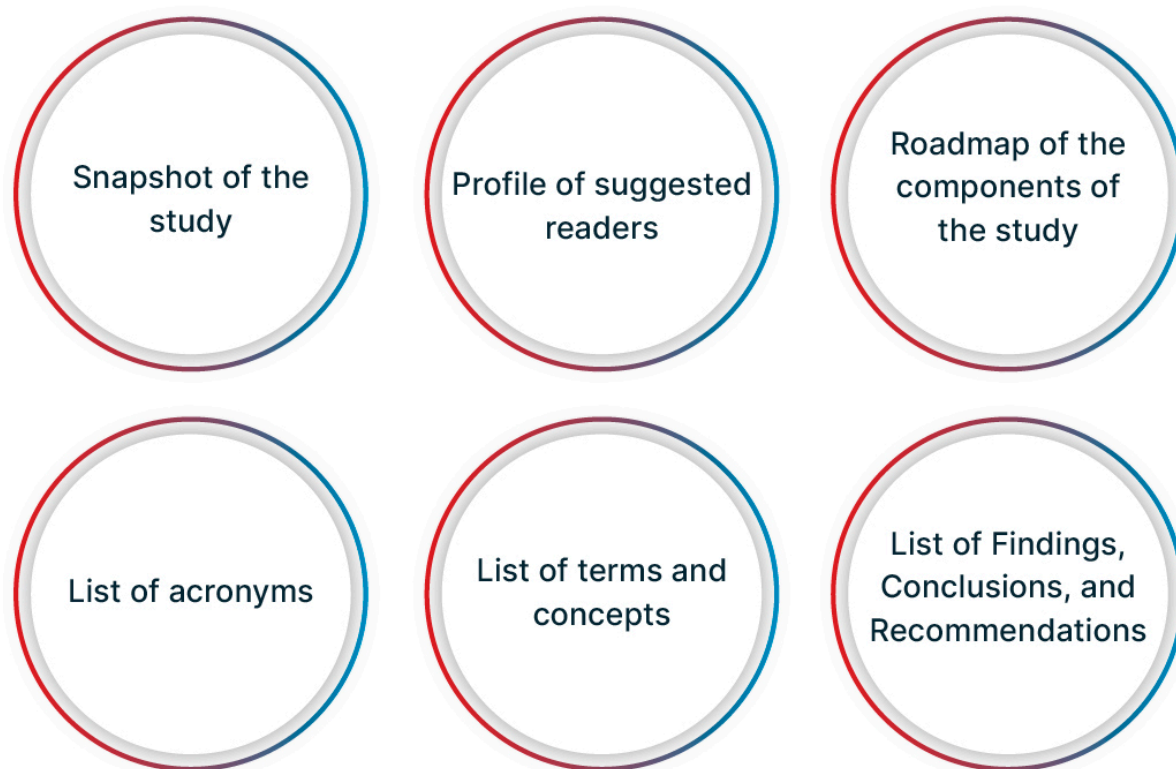 Snapshot of the
study
Profile of suggested
readers
Roadmap of the
components of
the study
List of acronyms
List of terms and
concepts
List of Findings,
Conclusions, and
Recommendations